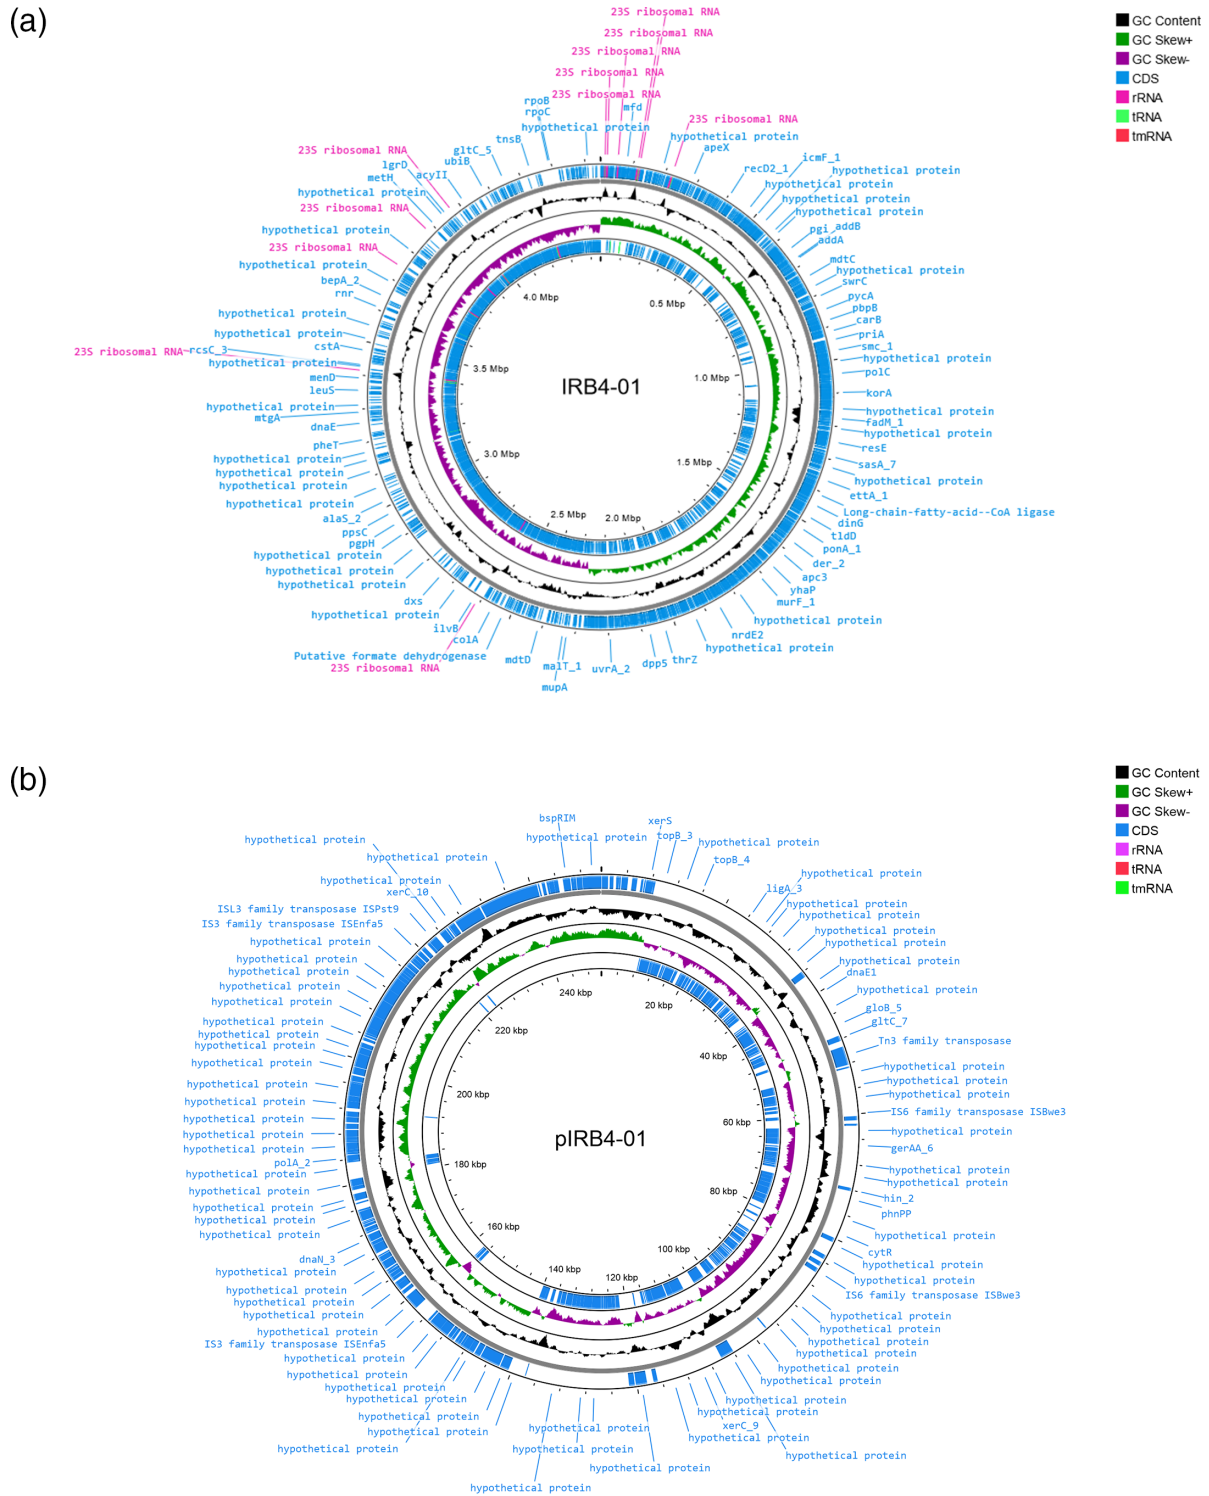 (a)
23S ribosomal RNA
23S ribosomal RNA
23S ribosomal RNA
23S ribosomal RNA
23S ribosomal RNA
rpoB
rpoC
mfd
hypothetical protein
23S ribosomal RNA
hypothetical protein
apeX
tnsB
gltC_5
ubiB
23S ribosomal RNA
lgrD
acyII
metH
hypothetical protein
23S ribosomal RNA
hypothetical protein
23S ribosomal RNA
hypothetical protein
bepA_2
rnr
hypothetical protein
hypothetical protein
cstA
23S ribosomal RNA
rcsC_3
hypothetical protein
menD
leuS
hypothetical protein
mtgA
dnaE
pheT
hypothetical protein
hypothetical protein
hypothetical protein
hypothetical protein
alaS_2
ppsC
pgpH
hypothetical protein
hypothetical protein
hypothetical protein
dxs
hypothetical protein
ilvB
colA
Putative formate dehydrogenase
23S ribosomal RNA
mdtD
malT_1
mupA
uvrA_2
dpp5
thrZ
recD2_1
icmF_1
hypothetical protein
hypothetical protein
hypothetical protein
hypothetical protein
pgi
addB
addA
mdtC
hypothetical protein
swrC
pycA
pbpB
carB
priA
smc_1
hypothetical protein
polC
korA
hypothetical protein
fadM_1
hypothetical protein
resE
sasA_7
hypothetical protein
ettA_1
Long-chain-fatty-acid--CoA ligase
dinG
tldD
ponA_1
der_2
apc3
yhaP
murF_1
hypothetical protein
nrdE2
hypothetical protein
IRB4-01
0.5 Mbp
1.0 Mbp
1.5 Mbp
2.0 Mbp
2.5 Mbp
3.0 Mbp
3.5 Mbp
4.0 Mbp
GC Content
GC Skew+
GC Skew-
CDS
rRNA
tRNA
tmRNA
(b)
bspRIM
hypothetical protein
xerS
topB_3
hypothetical protein
topB_4
hypothetical protein
ligA_3
hypothetical protein
hypothetical protein
hypothetical protein
hypothetical protein
hypothetical protein
dnaE1
hypothetical protein
gloB_5
gltC_7
Tn3 family transposase
hypothetical protein
hypothetical protein
hypothetical protein
IS6 family transposase ISBwe3
hypothetical protein
gerAA_6
hypothetical protein
hypothetical protein
hin_2
phnPP
hypothetical protein
cytR
hypothetical protein
hypothetical protein
IS6 family transposase ISBwe3
hypothetical protein
hypothetical protein
hypothetical protein
hypothetical protein
hypothetical protein
hypothetical protein
hypothetical protein
hypothetical protein
xerC_9
hypothetical protein
hypothetical protein
hypothetical protein
hypothetical protein
hypothetical protein
hypothetical protein
hypothetical protein
hypothetical protein
hypothetical protein
xerC_10
ISL3 family transposase ISPst9
IS3 family transposase ISEnfa5
hypothetical protein
hypothetical protein
hypothetical protein
hypothetical protein
hypothetical protein
hypothetical protein
hypothetical protein
hypothetical protein
hypothetical protein
hypothetical protein
hypothetical protein
hypothetical protein
hypothetical protein
hypothetical protein
polA_2
hypothetical protein
hypothetical protein
hypothetical protein
hypothetical protein
hypothetical protein
dnaN_3
hypothetical protein
hypothetical protein
hypothetical protein
hypothetical protein
hypothetical protein
IS3 family transposase ISEnfa5
hypothetical protein
hypothetical protein
hypothetical protein
hypothetical protein
hypothetical protein
hypothetical protein
hypothetical protein
pIRB4-01
20 kbp
40 kbp
60 kbp
80 kbp
100 kbp
120 kbp
140 kbp
160 kbp
180 kbp
200 kbp
220 kbp
240 kbp
GC Content
GC Skew+
GC Skew-
CDS
rRNA
tRNA
tmRNA